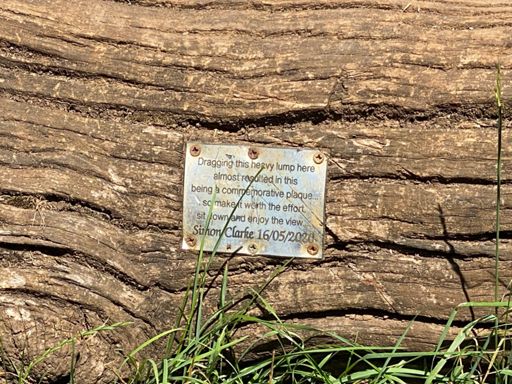 Dragging this heavy lump here
almost resulted in this
being a commemorative plaque...
so make it worth the effort,
sit down and enjoy the view...
Simon Clarke 16/05/2020